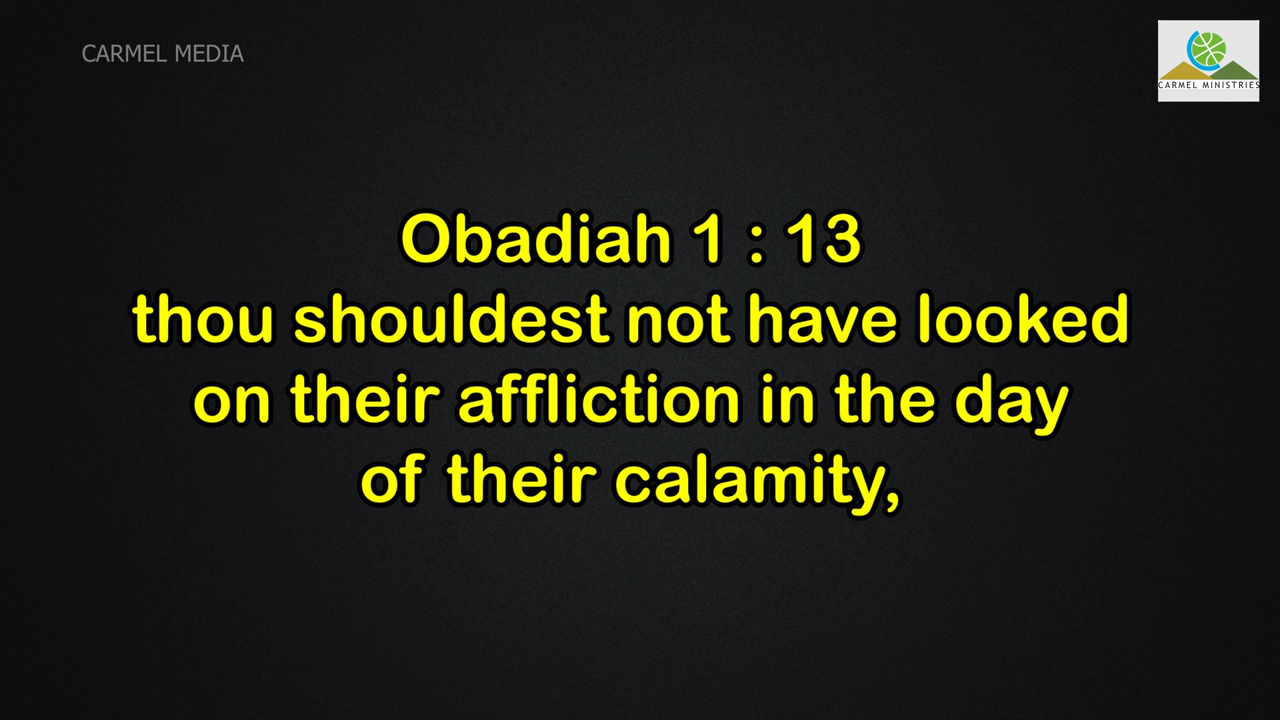 CARMEL MEDIA
CARMEL MINISTRIES
Obadiah 1 : 13
thou shouldest not have looked
on their affliction in the day
of their calamity,